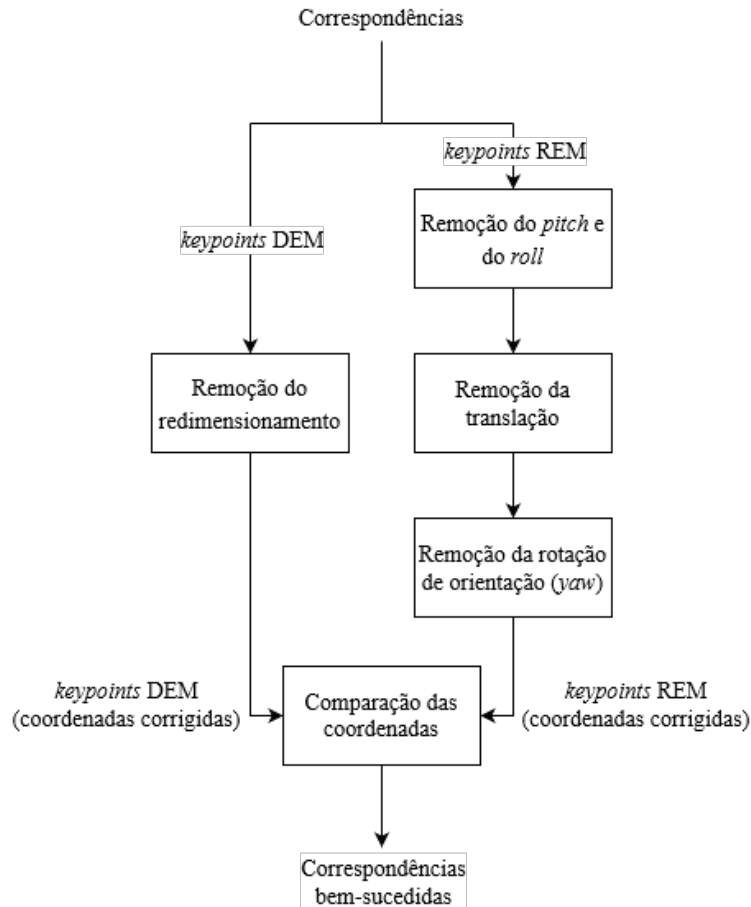 Correspondências
keypoints REM
Remoção do pitch e
do roll
keypoints DEM
Remoção do
redimensionamento
Remoção da
translação
Remoção da rotação
de orientação (yaw)
keypoints DEM
(coordenadas corrigidas)
Comparação das
coordenadas
keypoints REM
(coordenadas corrigidas)
Correspondências
bem-sucedidas